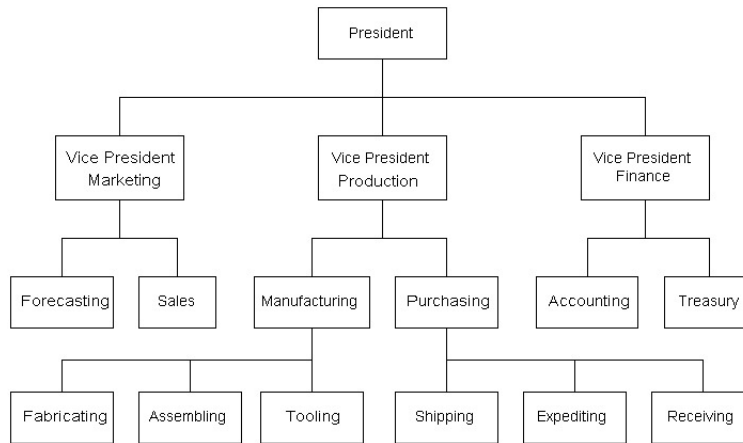 President
Vice President
Marketing
Vice President
Production
Vice President
Finance
Forecasting
Sales
Manufacturing
Purchasing
Accounting
Treasury
Fabricating
Assembling
Tooling
Shipping
Expediting
Receiving